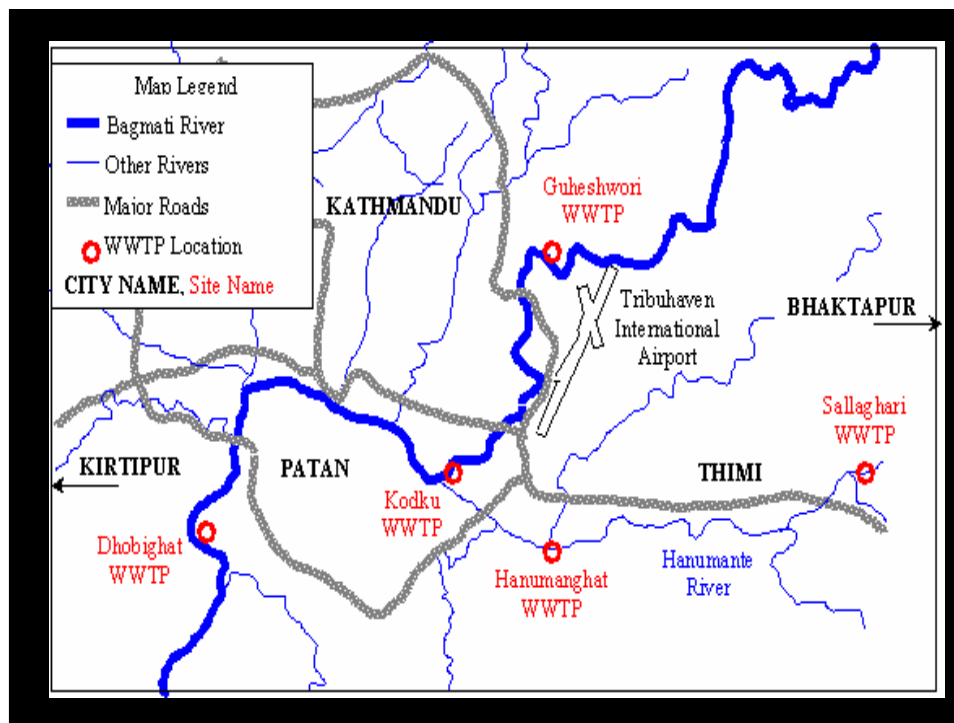 Map Legend
Bagmati River
Other Rivers
Major Roads
WWTP Location
CITY NAME, Site Name
KATHMANDU
Guheshwori
WWTP
Tribuhaven
International
Airport
BHAKTAPUR
Sallaghari
WWTP
KIRTIPUR
PATAN
THIMI
Kodku
WWTP
Dhobighat
WWTP
Hanumanghat
WWTP
Hanumante
River